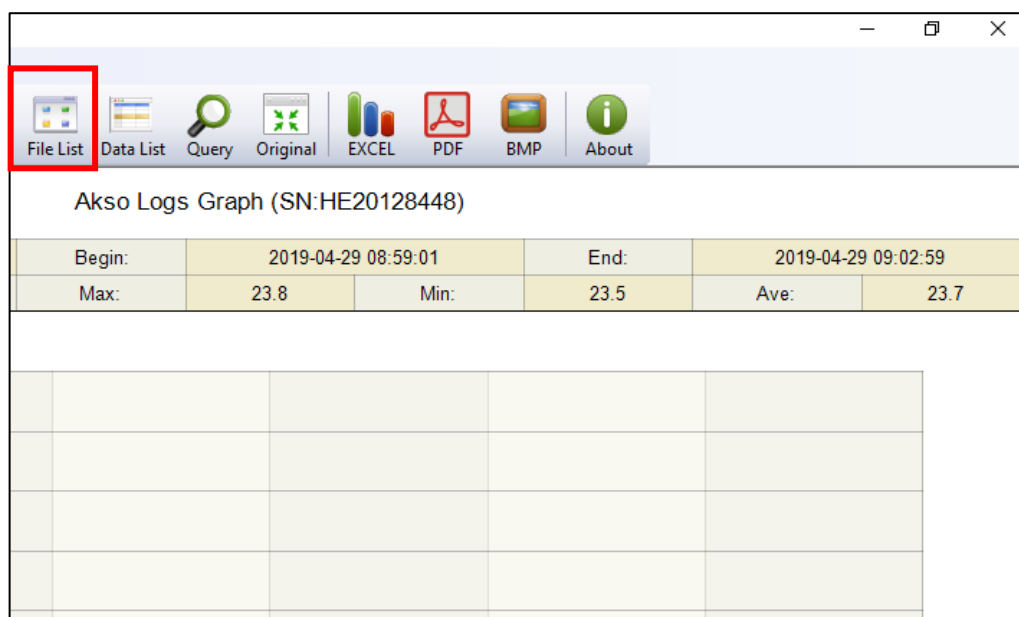 File List Data List Query Original EXCEL PDF BMP About
Akso Logs Graph (SN:HE20128448)
Begin: 2019-04-29 08:59:01 End: 2019-04-29 09:02:59
Max: 23.8 Min: 23.5 Ave: 23.7